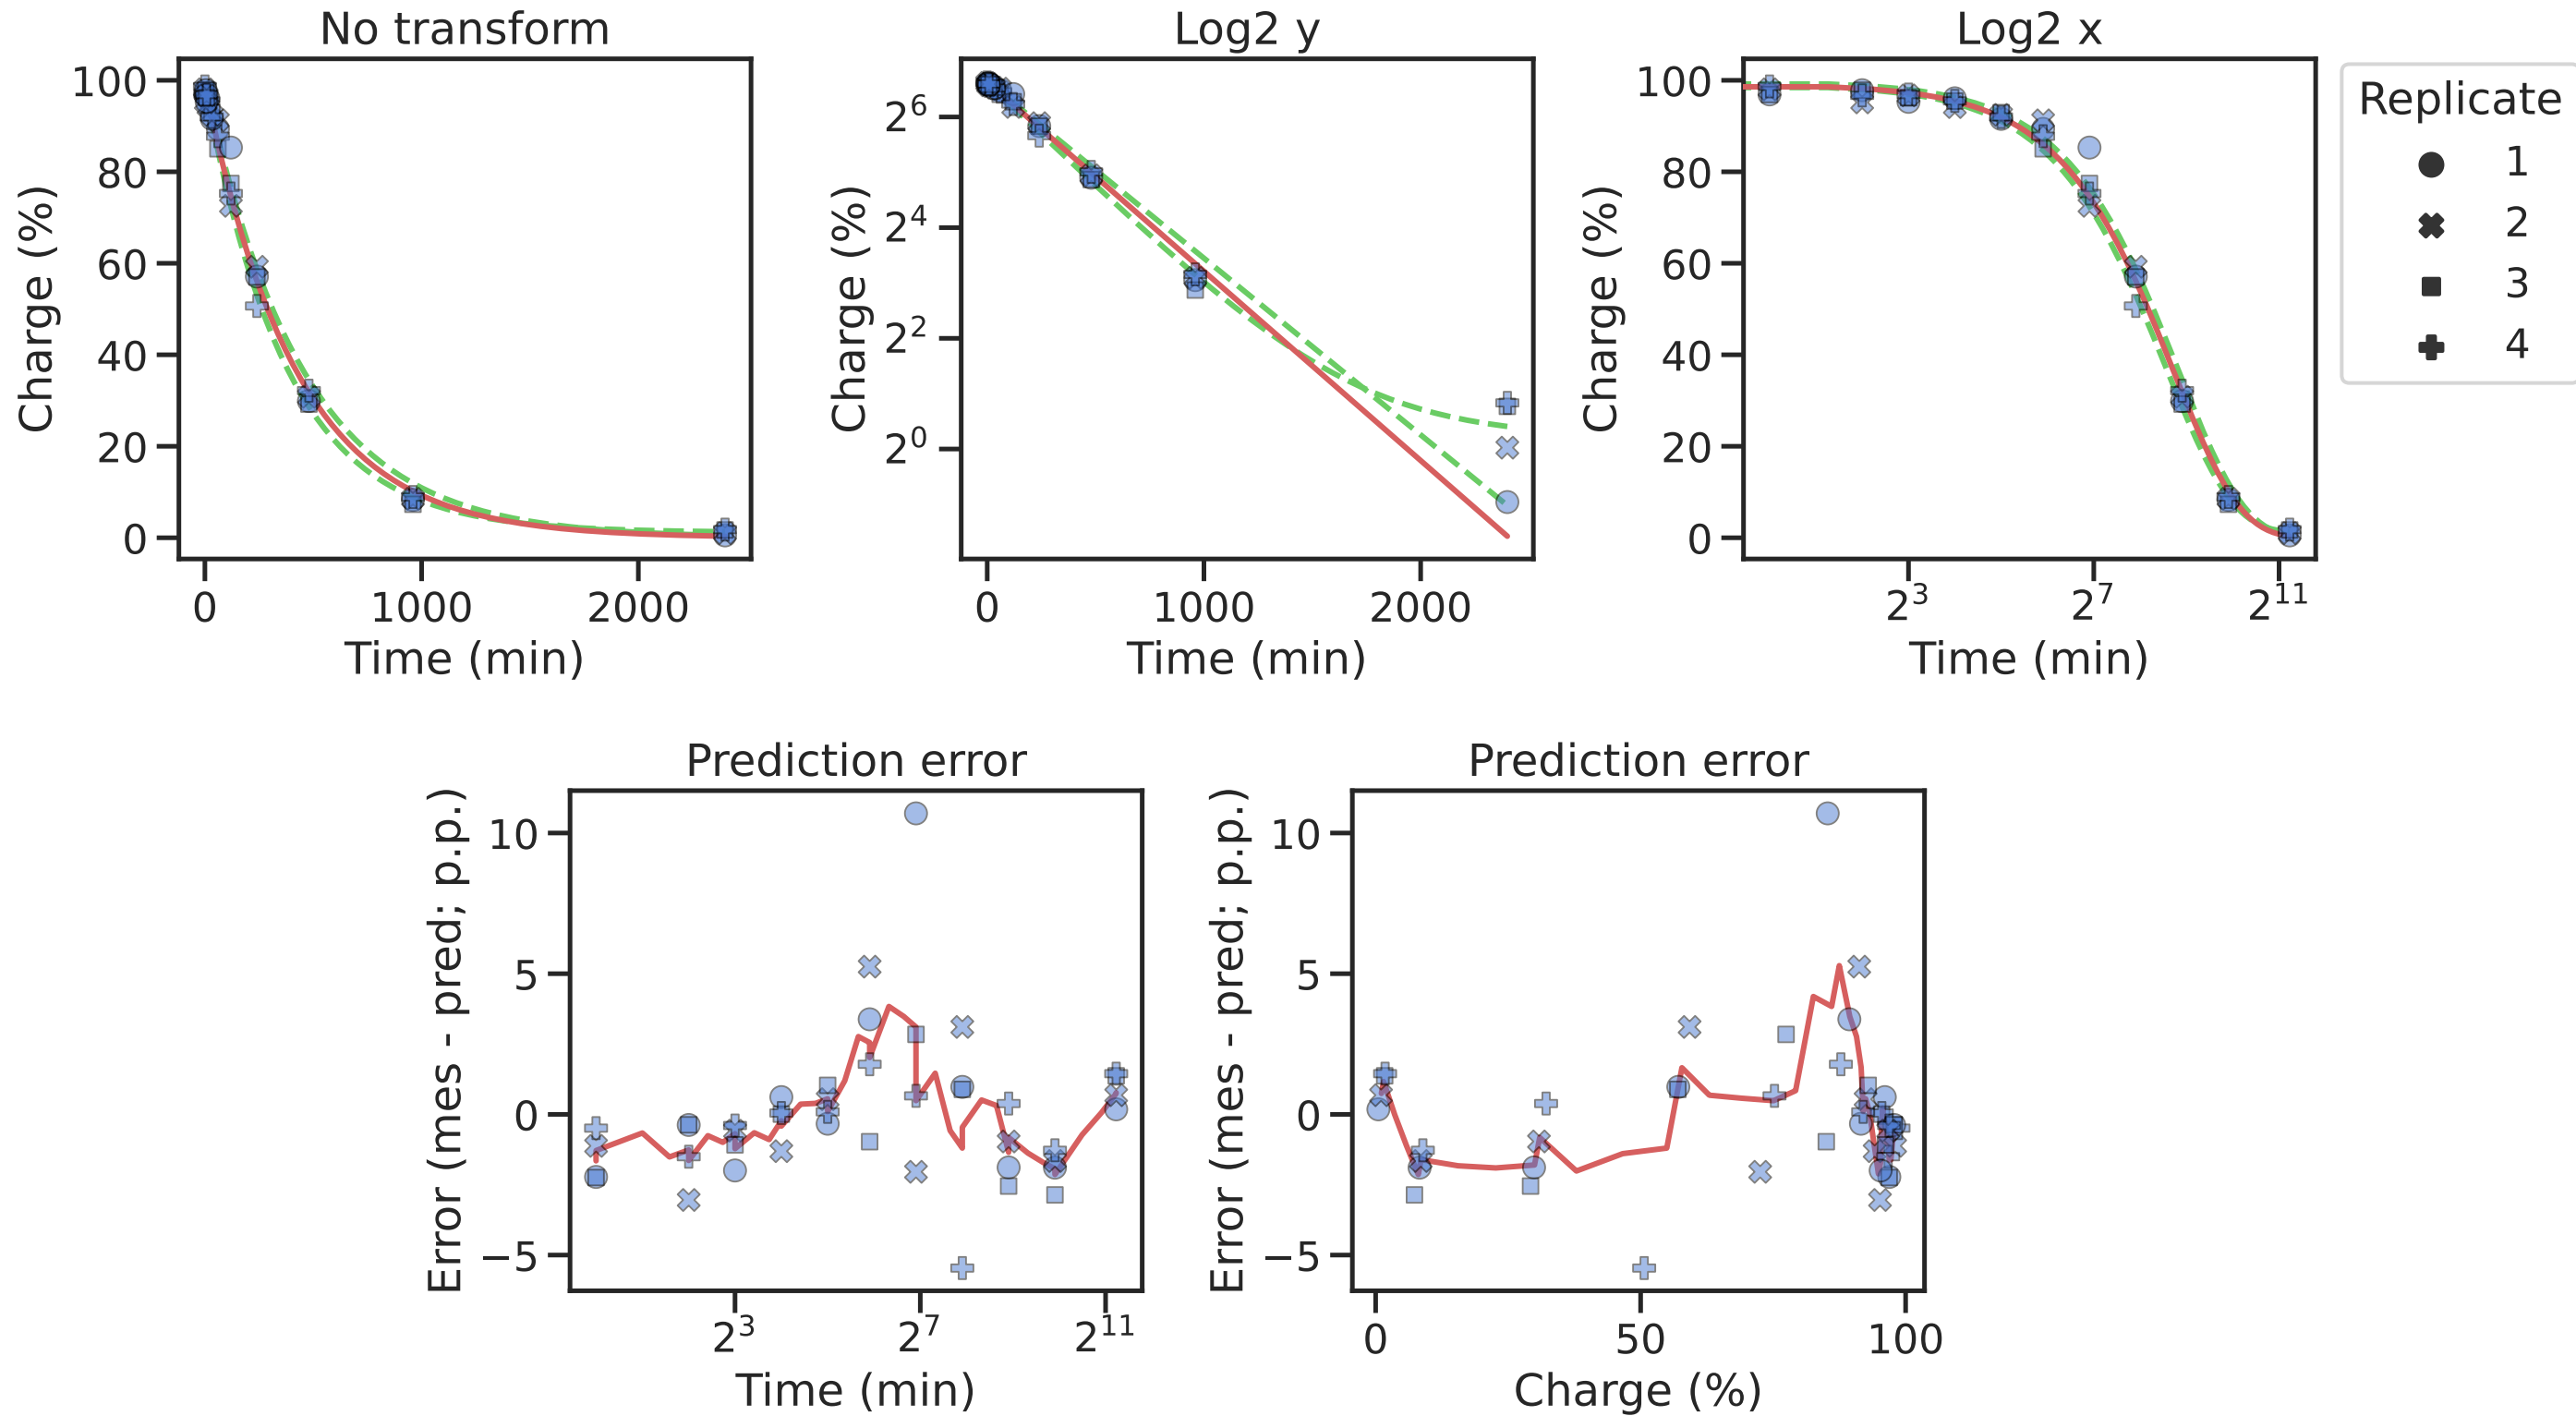 No transform
Log2 y
Log2 x
Charge (%)
100
80
60
40
20
0
0
1000
2000
Time (min)
Charge (%)
2^6
2^4
2^2
2^0
0
1000
2000
Time (min)
Charge (%)
100
80
60
40
20
0
2^3
2^7
2^11
Time (min)
Replicate
1
2
3
4
Prediction error
Error (mes - pred; p.p.)
10
5
0
−5
2^3
2^7
2^11
Time (min)
Prediction error
Error (mes - pred; p.p.)
10
5
0
−5
0
50
100
Charge (%)